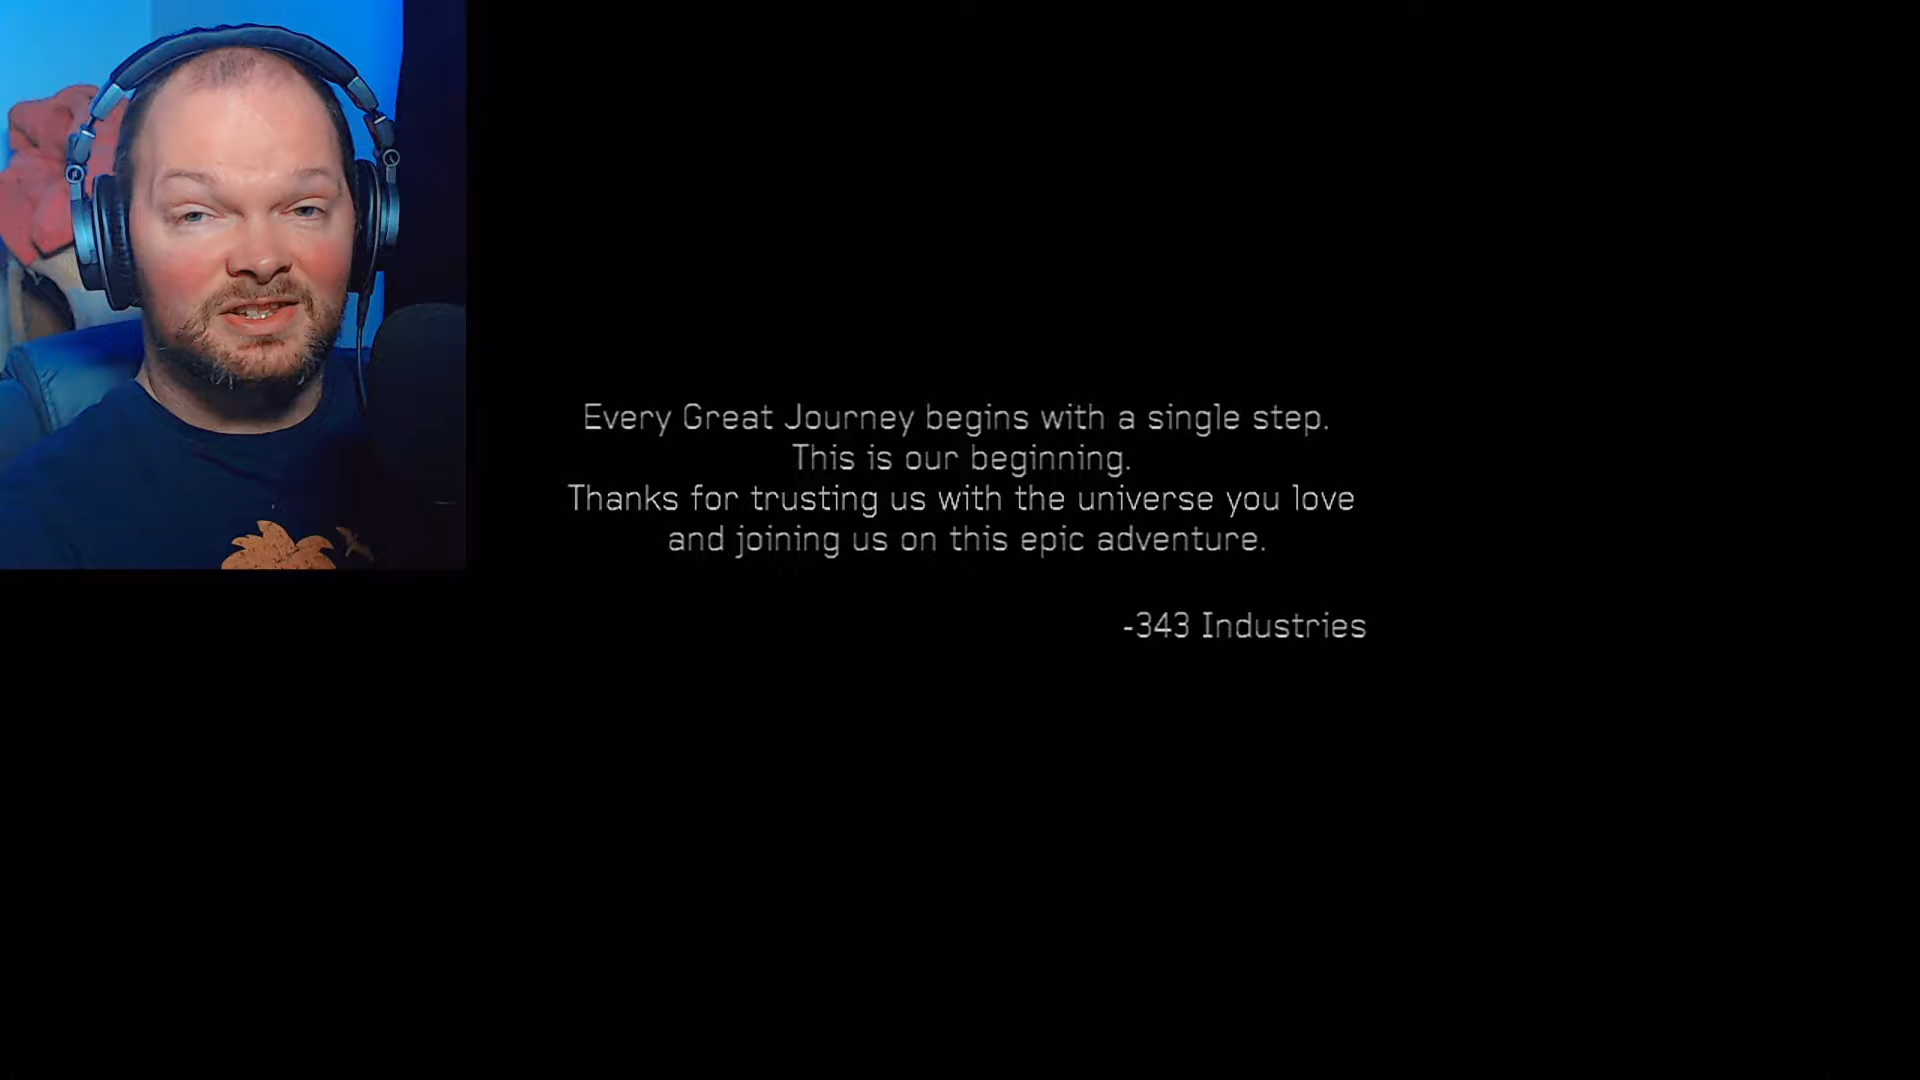 Every Great Journey begins with a single step.
This is our beginning.
Thanks for trusting us with the universe you love
and joining us on this epic adventure.
-343 Industries